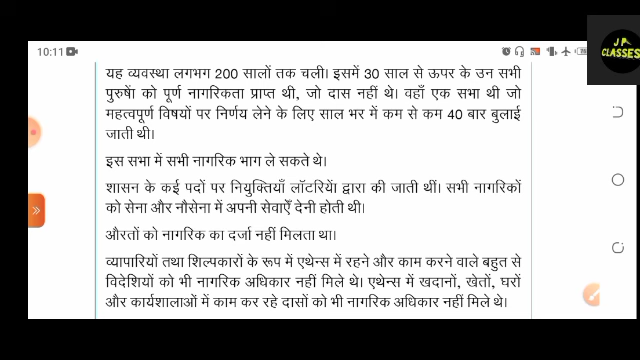 10:11
J P
CLASSES
यह व्यवस्था लगभग 200 सालों तक चली। इसमें 30 साल से ऊपर के उन सभी
पुरुषों को पूर्ण नागरिकता प्राप्त थी, जो दास नहीं थे। वहाँ एक सभा थी जो
महत्वपूर्ण विषयों पर निर्णय लेने के लिए साल भर में कम से कम 40 बार बुलाई
जाती थी।
इस सभा में सभी नागरिक भाग ले सकते थे।
शासन के कई पदों पर नियुक्तियाँ लॉटरियों द्वारा की जाती थीं। सभी नागरिकों
को सेना और नौसेना में अपनी सेवाएँ देनी होती थी।
औरतों को नागरिक का दर्जा नहीं मिलता था।
व्यापारियों तथा शिल्पकारों के रूप में एथेन्स में रहने और काम करने वाले बहुत से
विदेशियों को भी नागरिक अधिकार नहीं मिले थे। एथेन्स में खदानों, खेतों, घरों
और कार्यशालाओं में काम कर रहे दासों को भी नागरिक अधिकार नहीं मिले थे।